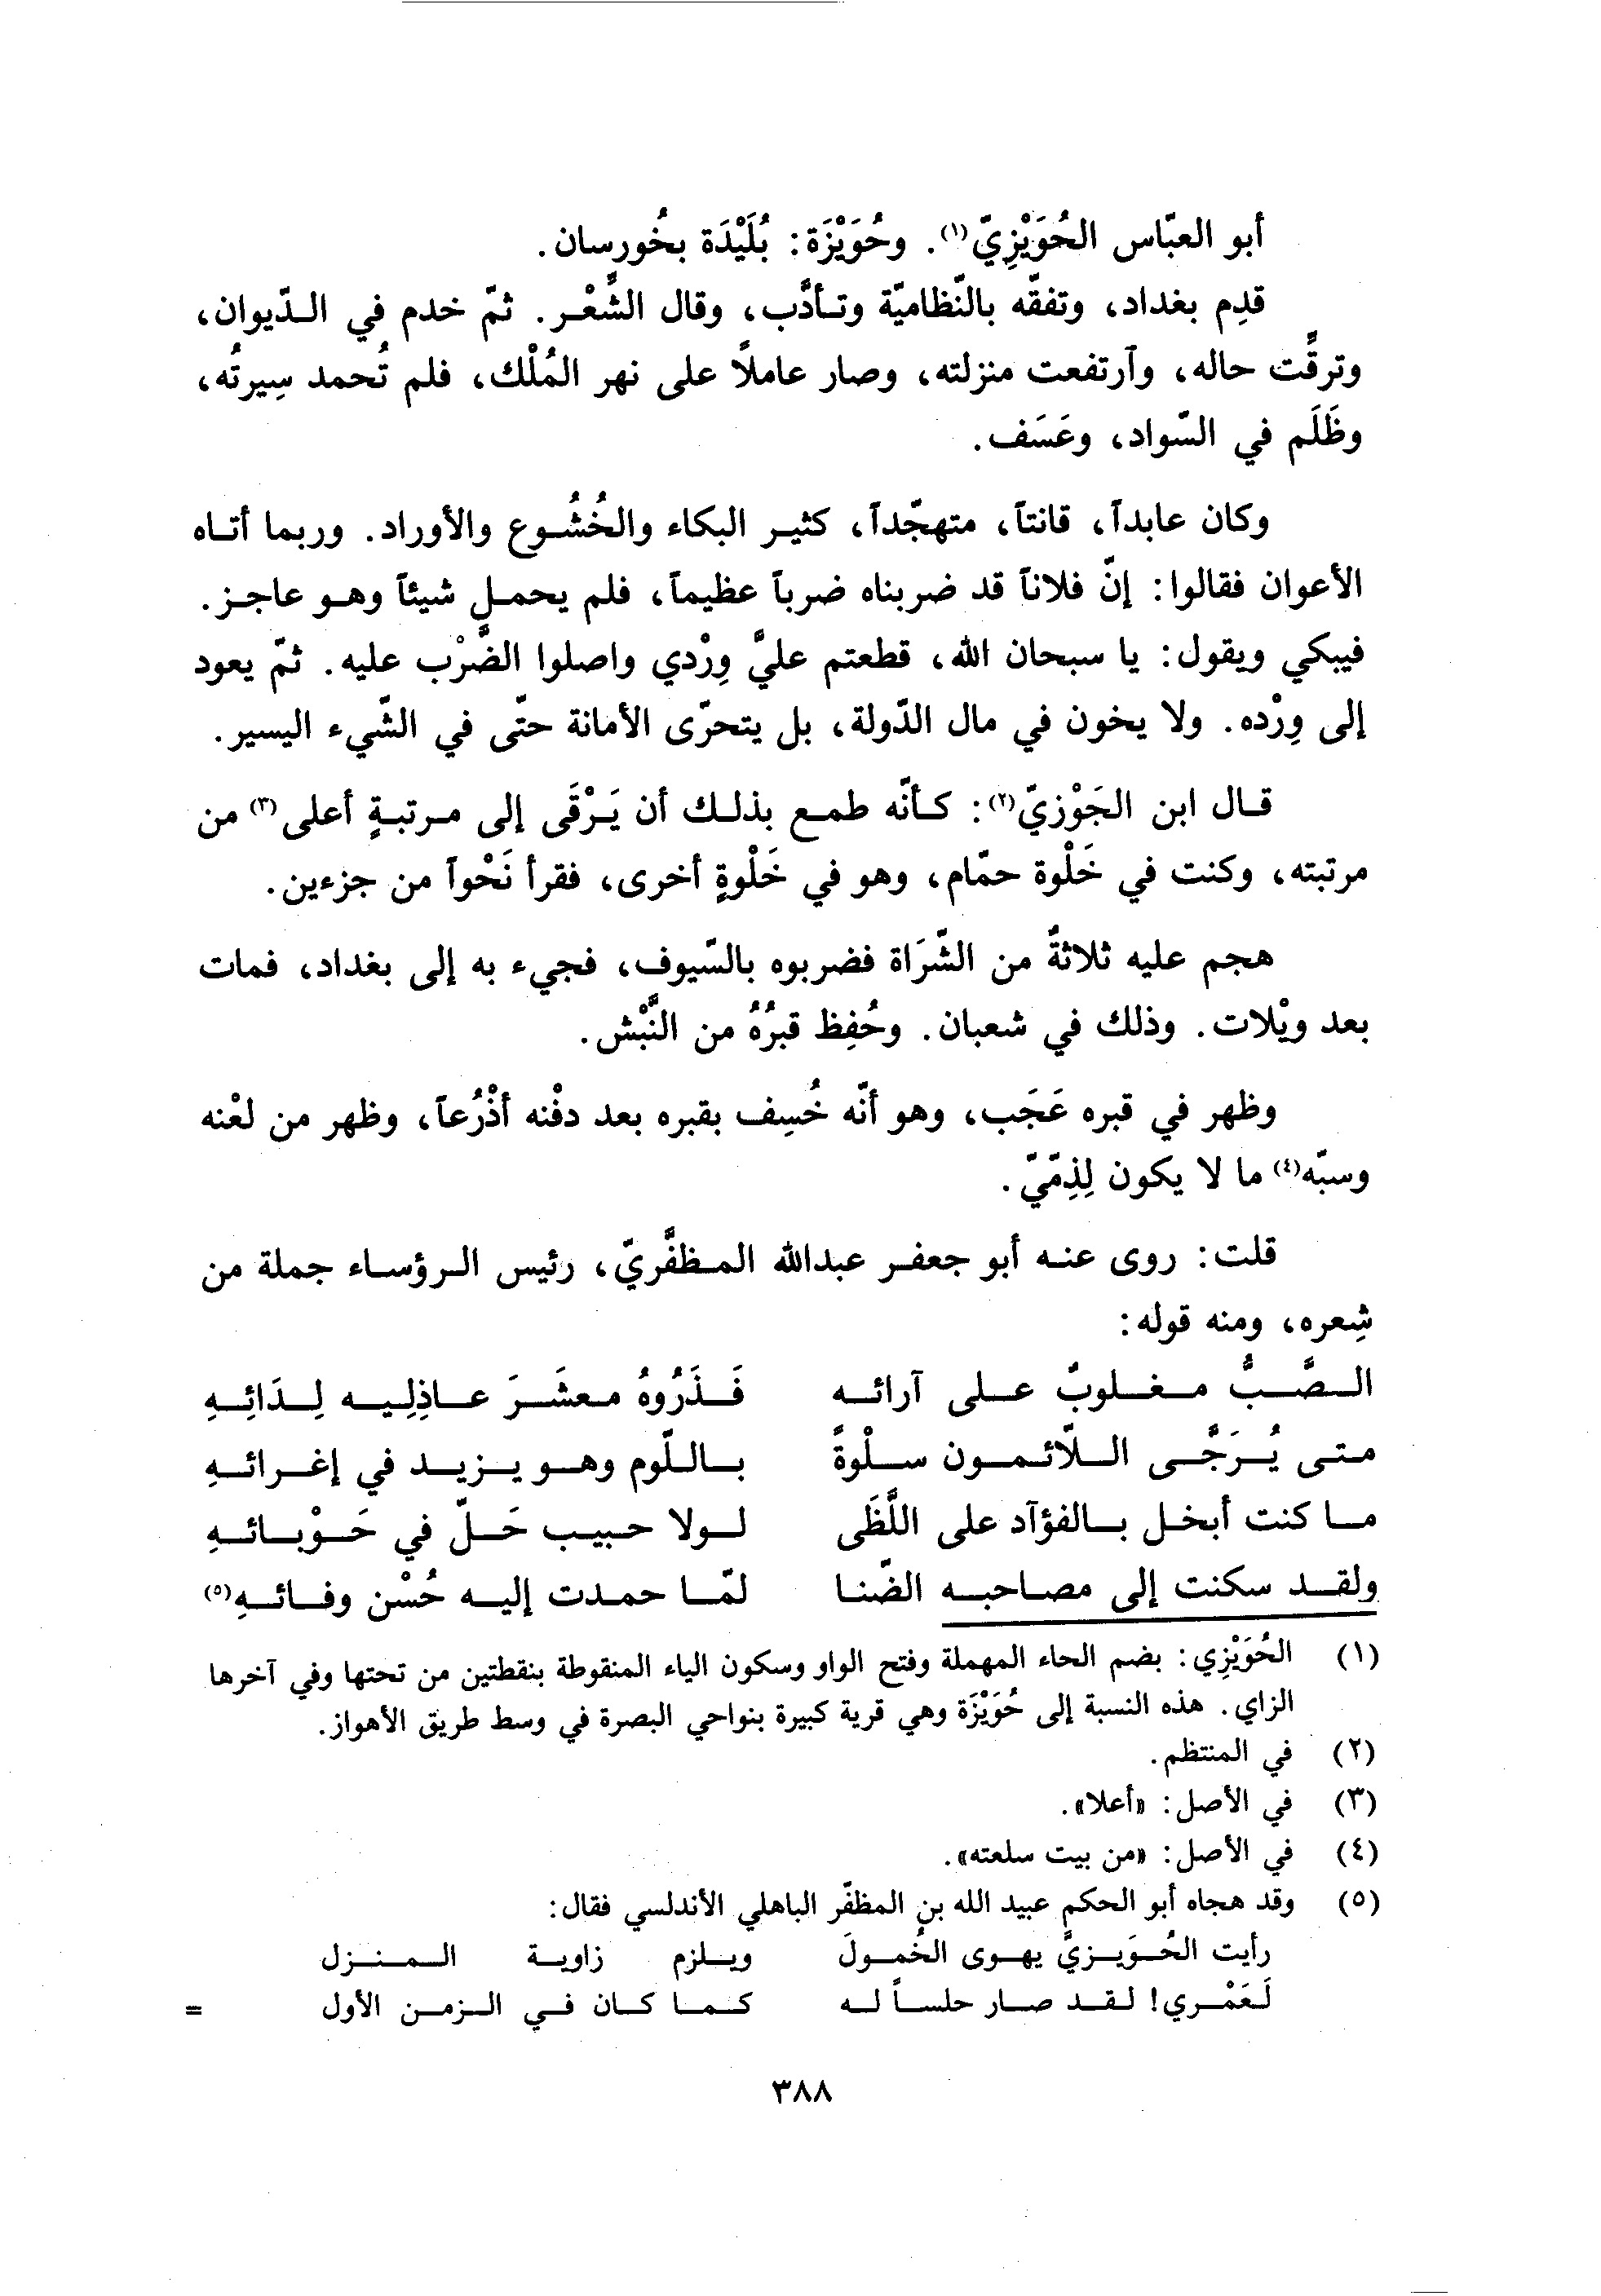 أبو العبّاس الحُوَيْزِيّ(١). وحُوَيْزَة: بُلَيْدَة بخُورسان.
قدِم بغداد، وتفقّه بالنّظاميّة وتأدَّب، وقال الشِّعْر. ثمّ خدم في الدّيوان،
وترقَّت حاله، وآرتفعت منزلته، وصار عاملًا على نهر المُلْك، فلم تُحمد سِيرتُه،
وظَلَم في السّواد، وعَسَف.
وكان عابداً، قانتاً، متهجّداً، كثير البكاء والخُشُوع والأوراد. وربما أتاه
الأعوان فقالوا: إنّ فلاناً قد ضربناه ضرباً عظيماً، فلم يحمل شيئاً وهو عاجز.
فيبكي ويقول: يا سبحان الله، قطعتم عليَّ وِرْدي واصلوا الضَّرْب عليه. ثمّ يعود
إلى وِرْده. ولا يخون في مال الدّولة، بل يتحرّى الأمانة حتّى في الشّيء اليسير.
قال ابن الجَوْزيّ(٢): كأنّه طمع بذلك أن يَرْقَى إلى مرتبةٍ أعلى(٣) من
مرتبته، وكنت في خَلْوة حمّام، وهو في خَلْوةٍ أخرى، فقرأ نَحْواً من جزءين.
هجم عليه ثلاثةٌ من الشّرَاة فضربوه بالسّيوف، فجيء به إلى بغداد، فمات
بعد ويْلات. وذلك في شعبان. وحُفِظ قبرُهُ من النَّبْش.
وظهر في قبره عَجَب، وهو أنّه خُسِف بقبره بعد دفْنه أذْرُعاً، وظهر من لعْنه
وسبّه(٤) ما لا يكون لِذِمّيّ.
قلت: روى عنه أبو جعفر عبدالله المظفَّريّ، رئيس الرؤساء جملة من
شِعره، ومنه قوله:
الصَّبُّ مغلوبٌ على آرائه فَذَرُوهُ معشَرَ عاذِلِيه لِدَائِهِ
متى يُرَجَّى اللّائمون سلْوةً باللّوم وهو يزيد في إغرائهِ
ما كنت أبخل بالفؤآد على اللَّظَى لولا حبيب حَلّ في حَوْبائهِ
ولقد سكنت إلى مصاحبه الضّنا لمّا حمدت إليه حُسْن وفائهِ(٥)
(١) الحُوَيْزِي: بضم الحاء المهملة وفتح الواو وسكون الياء المنقوطة بنقطتين من تحتها وفي آخرها
الزاي. هذه النسبة إلى حُوَيْزَة وهي قرية كبيرة بنواحي البصرة في وسط طريق الأهواز.
(٢) في المنتظم.
(٣) في الأصل: «أعلا».
(٤) في الأصل: «من بيت سلعته».
(٥) وقد هجاه أبو الحكم عبيد الله بن المظفّر الباهلي الأندلسي فقال:
رأيت الحُوَيزيَّ يهوى الخُمولَ ويلزم زاوية المنزل
لَعَمْري! لقد صار حلساً له كما كان في الزمن الأول =
٣٨٨